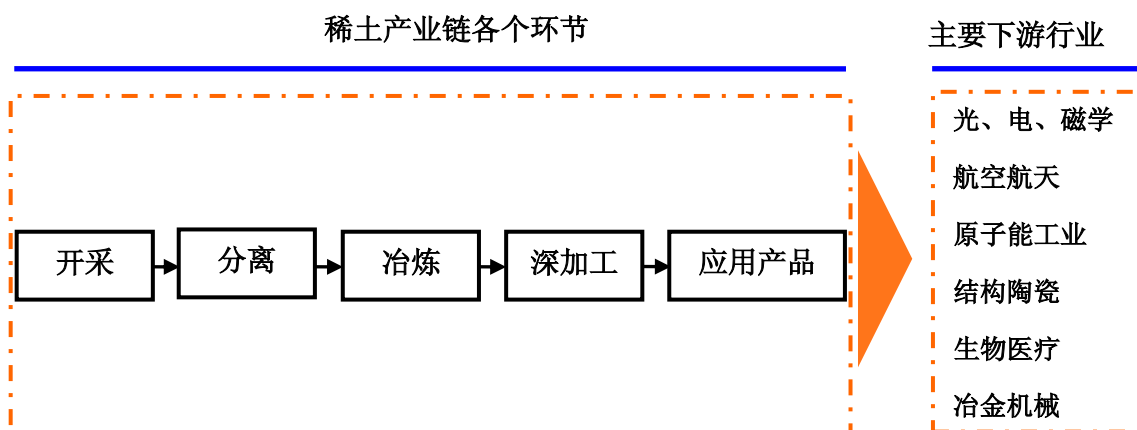 稀土产业链各个环节
主要下游行业
开采
分离
冶炼
深加工
应用产品
光、电、磁学
航空航天
原子能工业
结构陶瓷
生物医疗
冶金机械